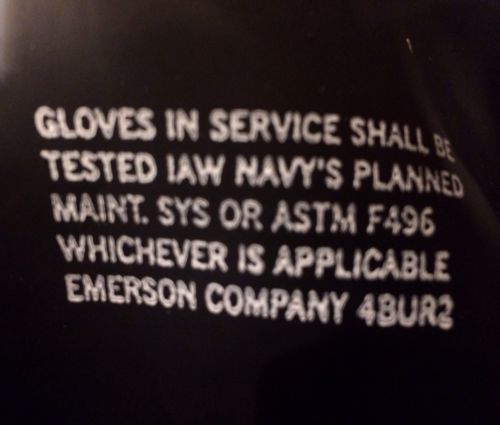 GLOVES IN SERVICE SHALL BE
TESTED IAW NAVY'S PLANNED
MAINT. SYS OR ASTM F496
WHICHEVER IS APPLICABLE
EMERSON COMPANY 4BUR2